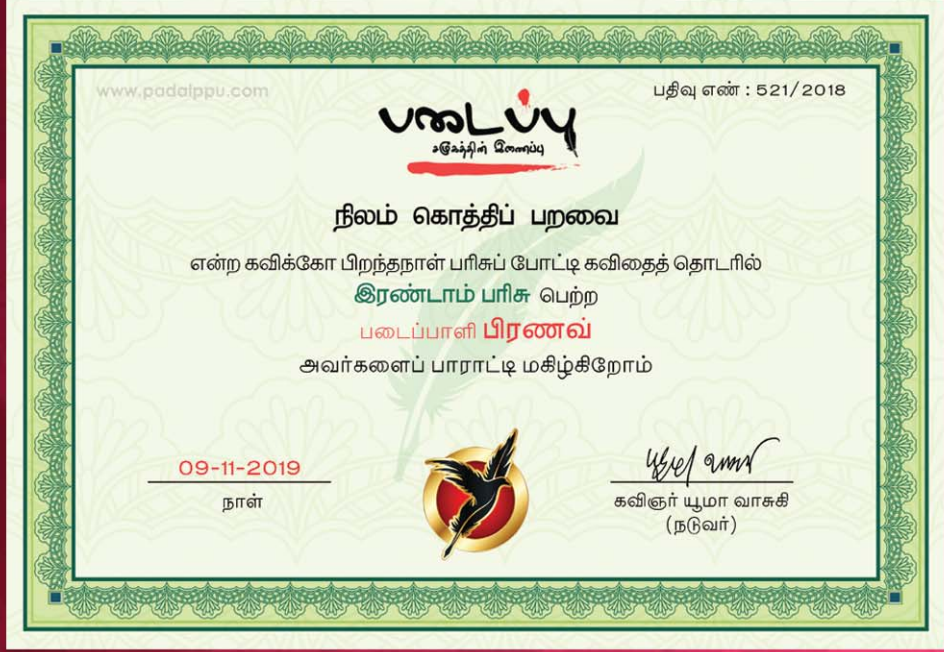 www.padaippu.com
பதிவு எண் : 521/2018
படைப்பு
சமூகத்தின் இணைப்பு
நிலம் கொத்திப் பறவை
என்ற கவிக்கோ பிறந்தநாள் பரிசுப் போட்டி கவிதைத் தொடரில்
இரண்டாம் பரிசு பெற்ற
படைப்பாளி பிரணவ்
அவர்களைப் பாராட்டி மகிழ்கிறோம்
09-11-2019
நாள்
கவிஞர் யூமா வாசுகி
(நடுவர்)